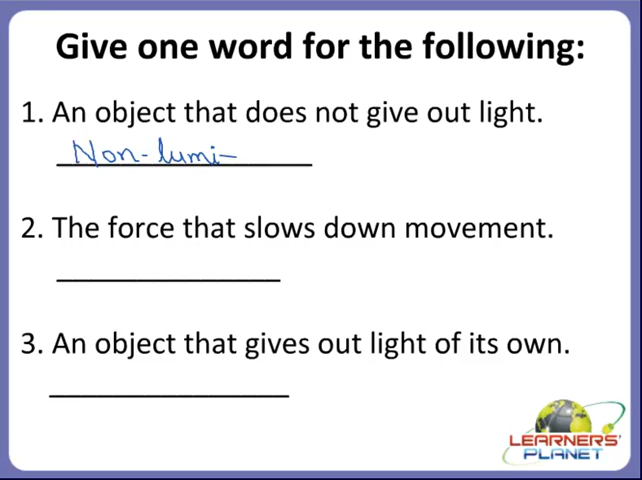 Give one word for the following:
1. An object that does not give out light.
Non-lumi
2. The force that slows down movement.
3. An object that gives out light of its own.
LEARNERS'
PLANET